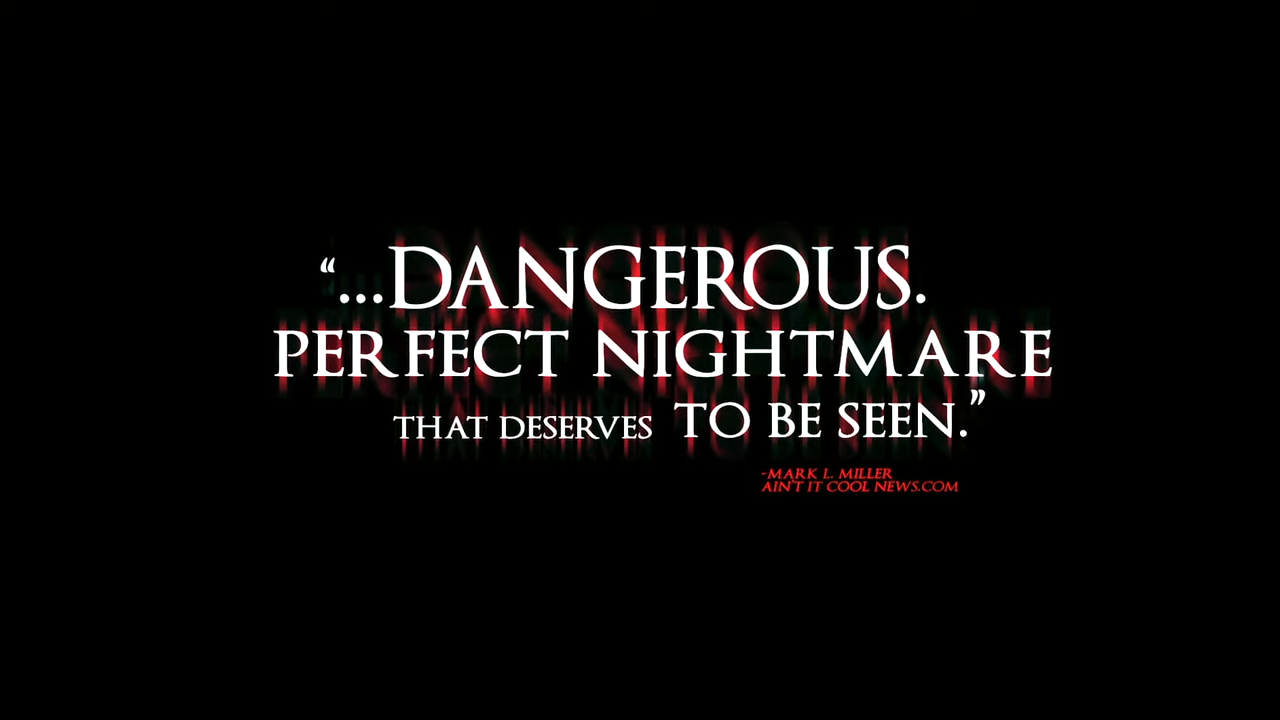 “...DANGEROUS.
PERFECT NIGHTMARE
THAT DESERVES TO BE SEEN.”
-MARK L. MILLER
AIN'T IT COOL NEWS.COM